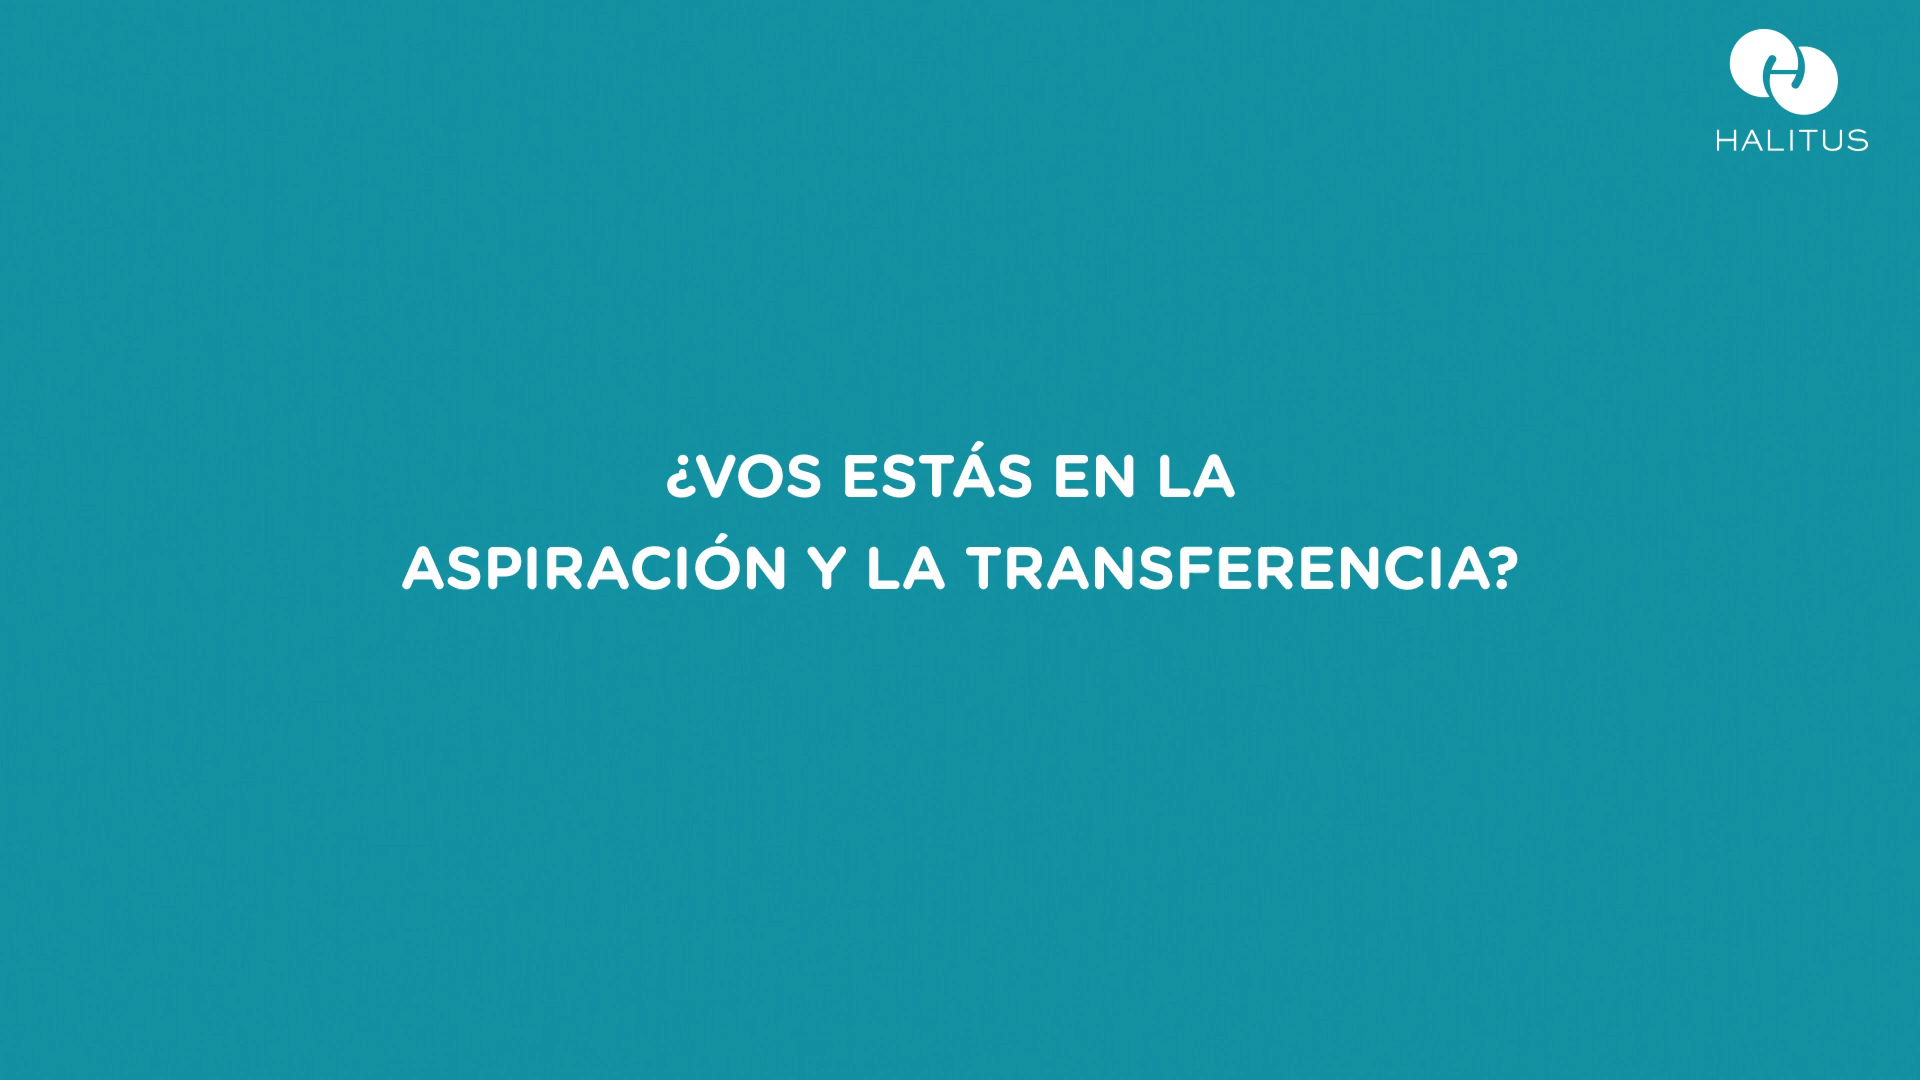 HALITUS
¿VOS ESTÁS EN LA
ASPIRACIÓN Y LA TRANSFERENCIA?